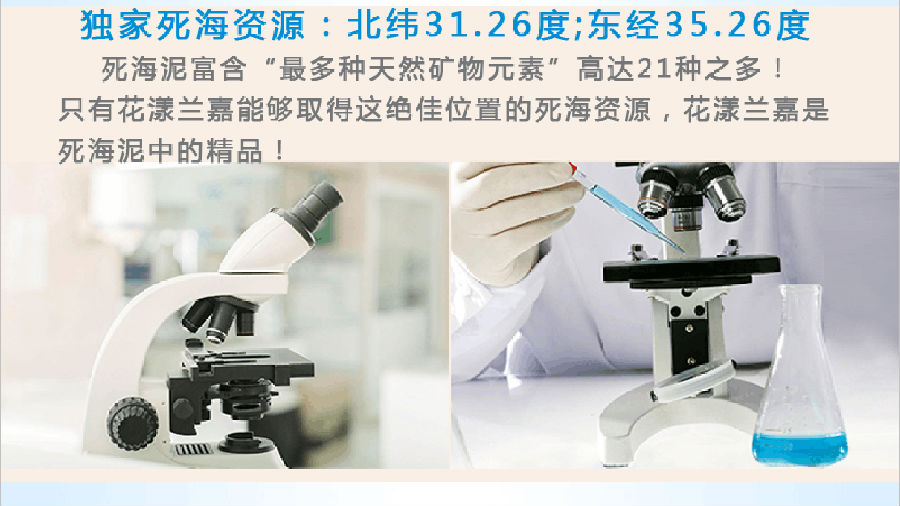 独家死海资源：北纬31.26度;东经35.26度
死海泥富含“最多种天然矿物元素”高达21种之多！
只有花漾兰嘉能够取得这绝佳位置的死海资源，花漾兰嘉是
死海泥中的精品！